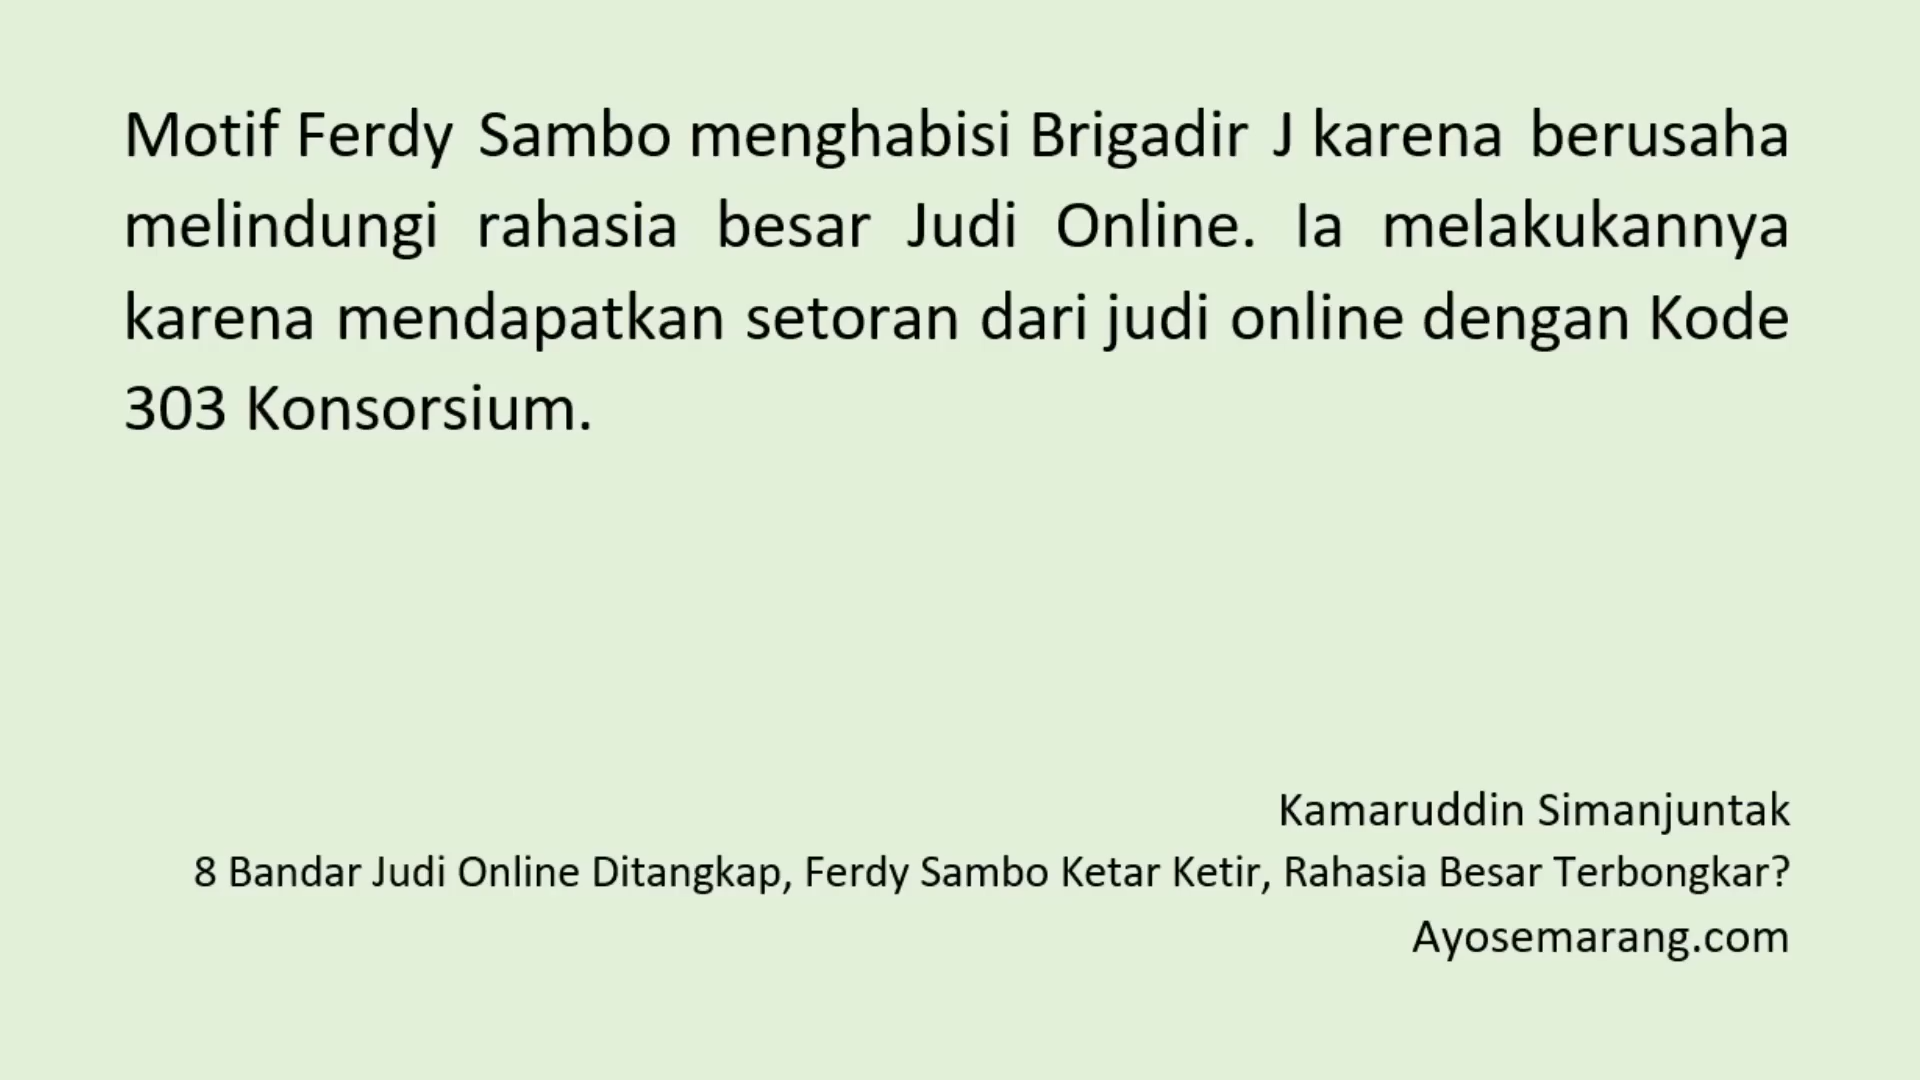 Motif Ferdy Sambo menghabisi Brigadir J karena berusaha
melindungi rahasia besar Judi Online. Ia melakukannya
karena mendapatkan setoran dari judi online dengan Kode
303 Konsorsium.
Kamaruddin Simanjuntak
8 Bandar Judi Online Ditangkap, Ferdy Sambo Ketar Ketir, Rahasia Besar Terbongkar?
Ayosemarang.com